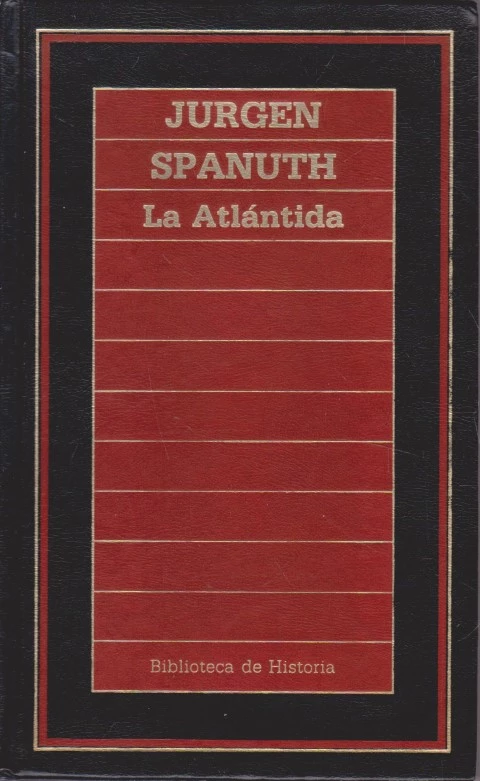 JURGEN
SPANUTH
La Atlántida
Biblioteca de Historia